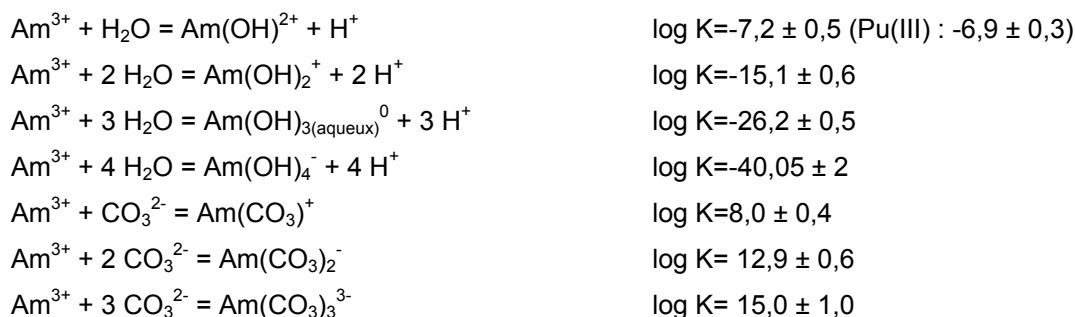 Am³⁺ + H₂O = Am(OH)²⁺ + H⁺ log K=-7,2 ± 0,5 (Pu(III) : -6,9 ± 0,3)
Am³⁺ + 2 H₂O = Am(OH)₂⁺ + 2 H⁺ log K=-15,1 ± 0,6
Am³⁺ + 3 H₂O = Am(OH)₃₍ₐqᵤₑᵤₓ₎⁰ + 3 H⁺ log K=-26,2 ± 0,5
Am³⁺ + 4 H₂O = Am(OH)₄⁻ + 4 H⁺ log K=-40,05 ± 2
Am³⁺ + CO₃²⁻ = Am(CO₃)⁺ log K=8,0 ± 0,4
Am³⁺ + 2 CO₃²⁻ = Am(CO₃)₂⁻ log K= 12,9 ± 0,6
Am³⁺ + 3 CO₃²⁻ = Am(CO₃)₃³⁻ log K= 15,0 ± 1,0